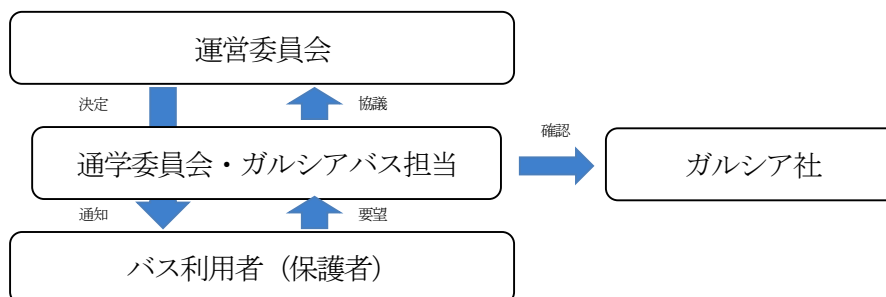 運営委員会
決定
協議
通学委員会・ガルシアバス担当
確認
ガルシア社
通知
要望
バス利用者（保護者）